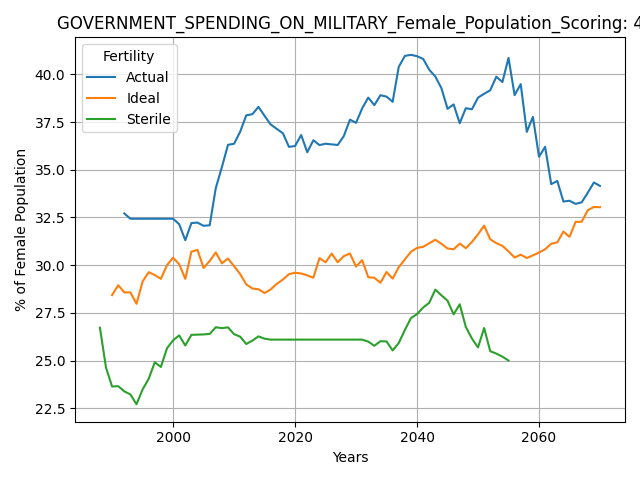 GOVERNMENT_SPENDING_ON_MILITARY_Female_Population_Scoring: 4
Fertility
Actual
Ideal
Sterile
% of Female Population
40.0
37.5
35.0
32.5
30.0
27.5
25.0
22.5
2000
2020
2040
2060
Years